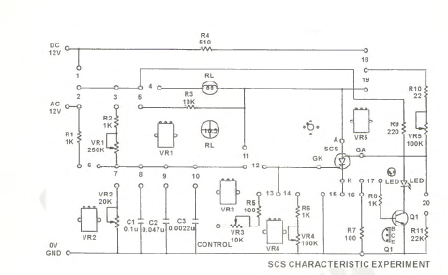 R4
510
DC
12V
18
1
2
3
5
4
RL
19
R10
22
R3
10K
AC
12V
R2
1K
R1
1K
VR1
250K
VR1
10.5
RL
VR5
R9
220
VR5
100K
A
SCS
GA
11
6
12
GK
K
7
8
9
10
13
14
15
16
17
LED
LED
20
VR2
20K
VR1
R5
100
R6
1K
R8
1K
VR2
C1
0.1u
C2
0.047u
C3
0.0022u
VR3
10K
VR4
VR4
100K
R7
100
Q1
R11
22K
B
C
E
Q1
0V
GND
CONTROL
SCS CHARACTERISTIC EXPERIMENT